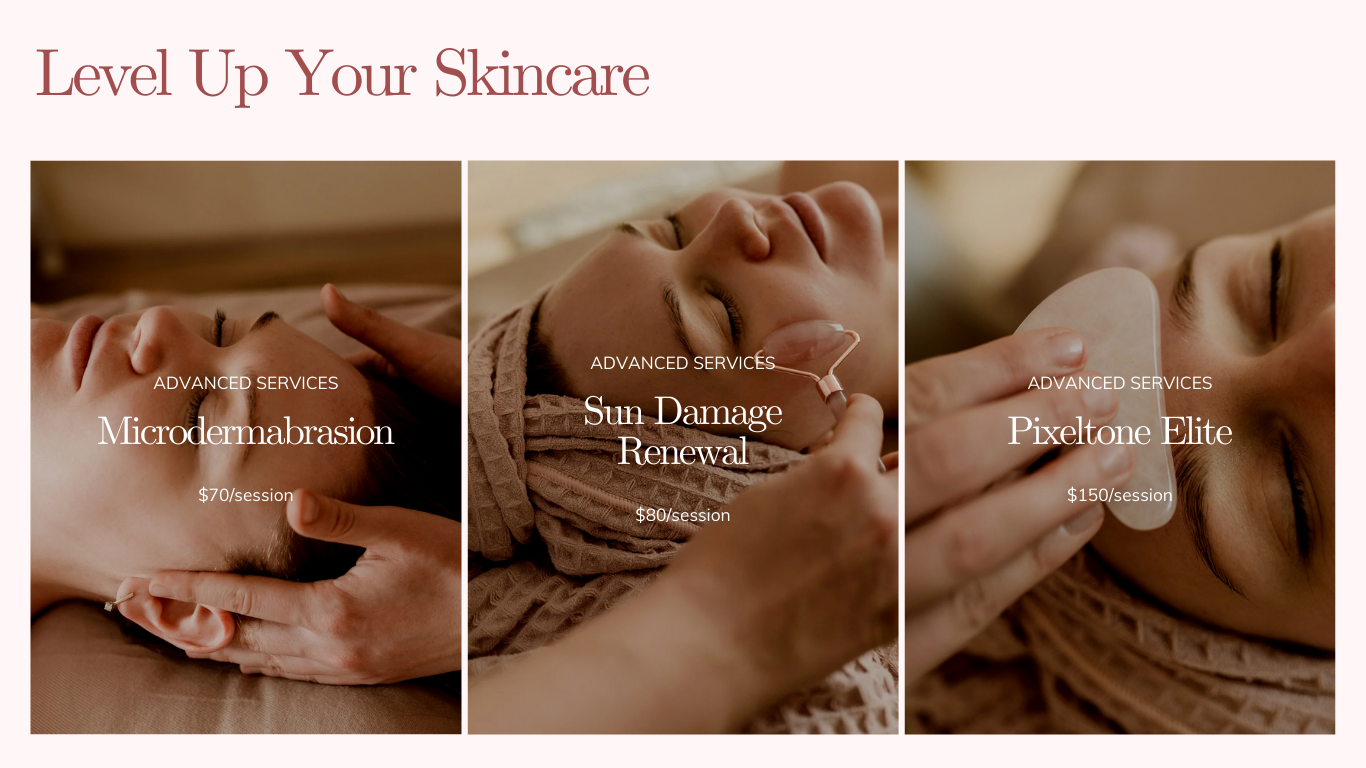 Level Up Your Skincare
ADVANCED SERVICES
Microdermabrasion
$70/session
ADVANCED SERVICES
Sun Damage
Renewal
$80/session
ADVANCED SERVICES
Pixeltone Elite
$150/session